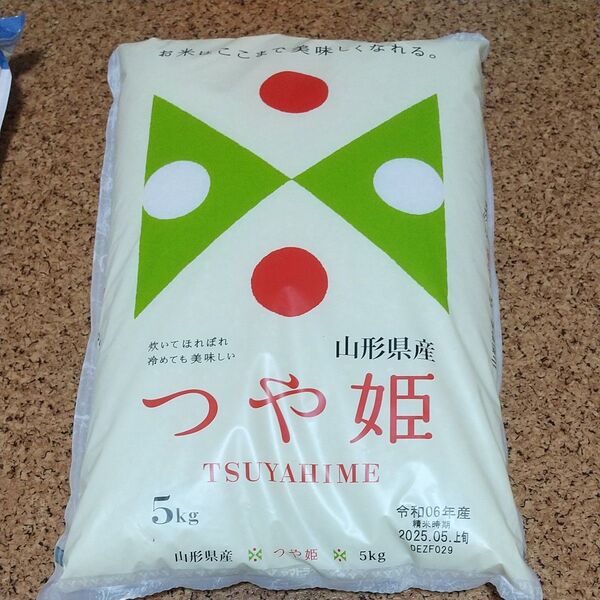 お米はここまで美味しくなれる。
炊いてほれぼれ
冷めても美味しい
山形県産
つや姫
TSUYAHIME
5kg
令和06年産
精米時期
2025.05.上旬
DEZF029
山形県産 つや姫 5kg